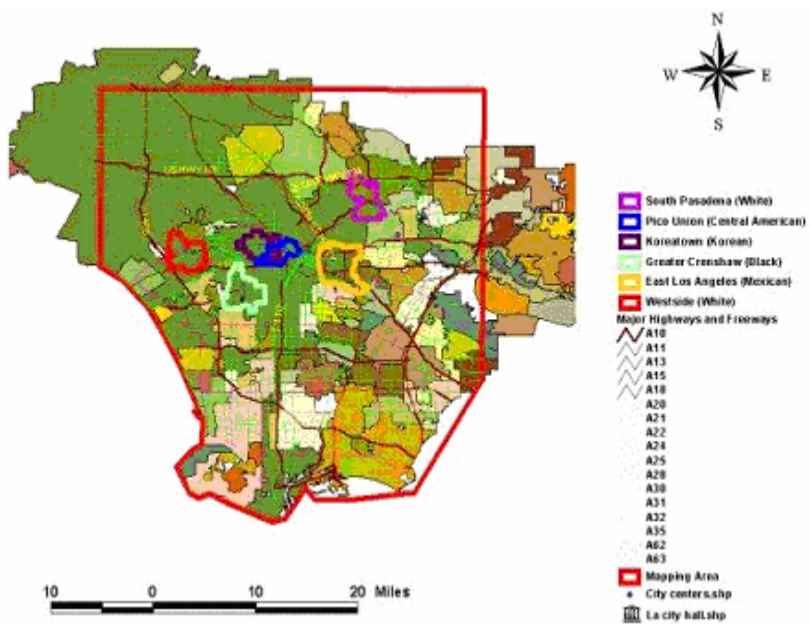 N
W E
S
South Pasadena (White)
Pico Union (Central American)
Koreatown (Korean)
Greater Crenshaw (Black)
East Los Angeles (Mexican)
Westside (White)
Major Highways and Freeways
A10
A11
A13
A15
A18
A20
A21
A22
A24
A25
A28
A30
A31
A32
A35
A62
A63
Mapping Area
City centers.shp
La city hall.shp
10 0 10 20 Miles